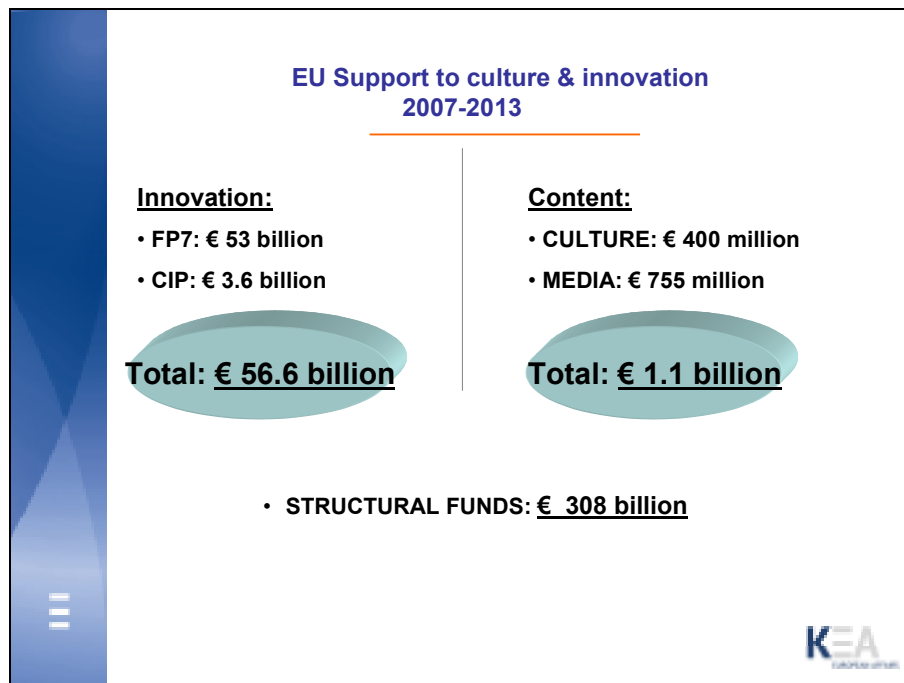 EU Support to culture & innovation
2007-2013
Innovation:
• FP7: € 53 billion
• CIP: € 3.6 billion
Total: € 56.6 billion
Content:
• CULTURE: € 400 million
• MEDIA: € 755 million
Total: € 1.1 billion
• STRUCTURAL FUNDS: € 308 billion
KEA